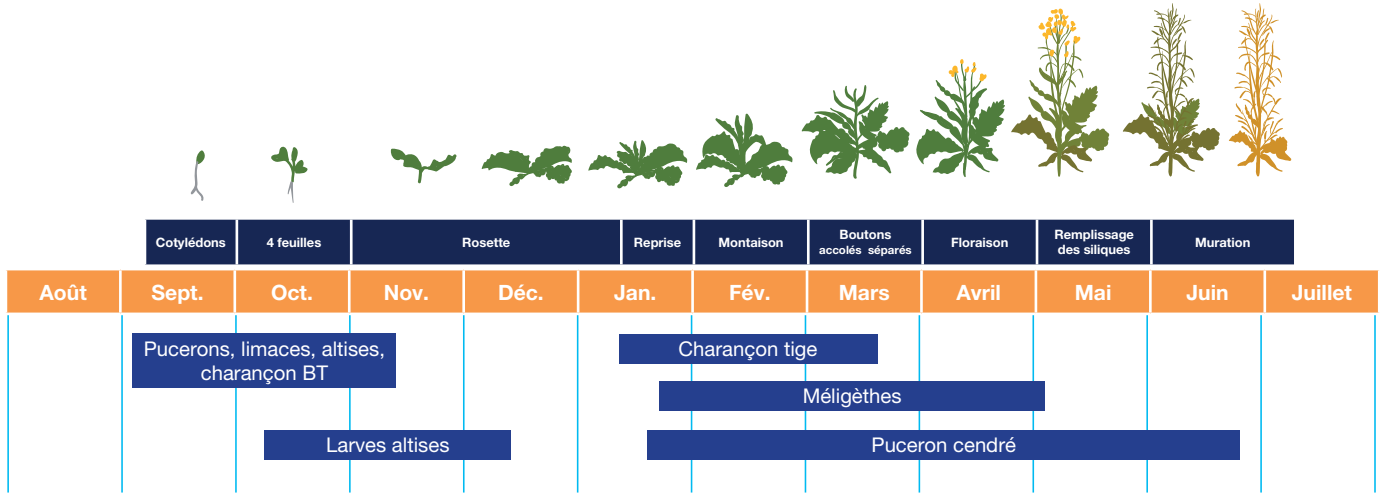 Cotylédons
4 feuilles
Rosette
Reprise
Montaison
Boutons
accolés séparés
Floraison
Remplissage
des siliques
Muration
Août
Sept.
Oct.
Nov.
Déc.
Jan.
Fév.
Mars
Avril
Mai
Juin
Juillet
Pucerons, limaces, altises,
charançon BT
Charançon tige
Méligèthes
Larves altises
Puceron cendré